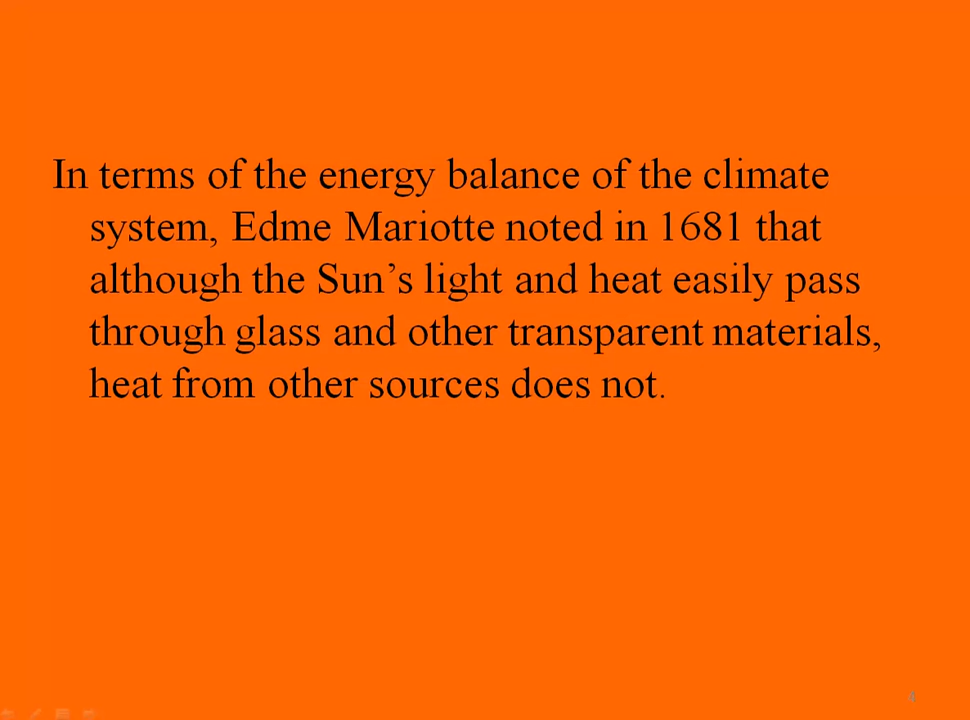 In terms of the energy balance of the climate
system, Edme Mariotte noted in 1681 that
although the Sun’s light and heat easily pass
through glass and other transparent materials,
heat from other sources does not.